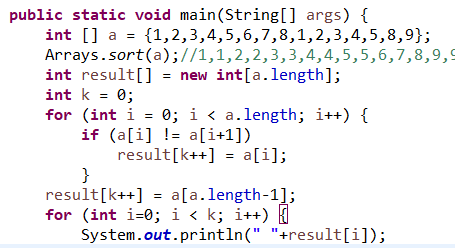 public static void main(String[] args) {
    int [] a = {1,2,3,4,5,6,7,8,1,2,3,4,5,8,9};
    Arrays.sort(a);//1,1,2,2,3,3,4,4,5,5,6,7,8,9,9
    int result[] = new int[a.length];
    int k = 0;
    for (int i = 0; i < a.length; i++) {
        if (a[i] != a[i+1])
            result[k++] = a[i];
        }
    result[k++] = a[a.length-1];
    for (int i=0; i < k; i++) {
        System.out.println(" "+result[i]);